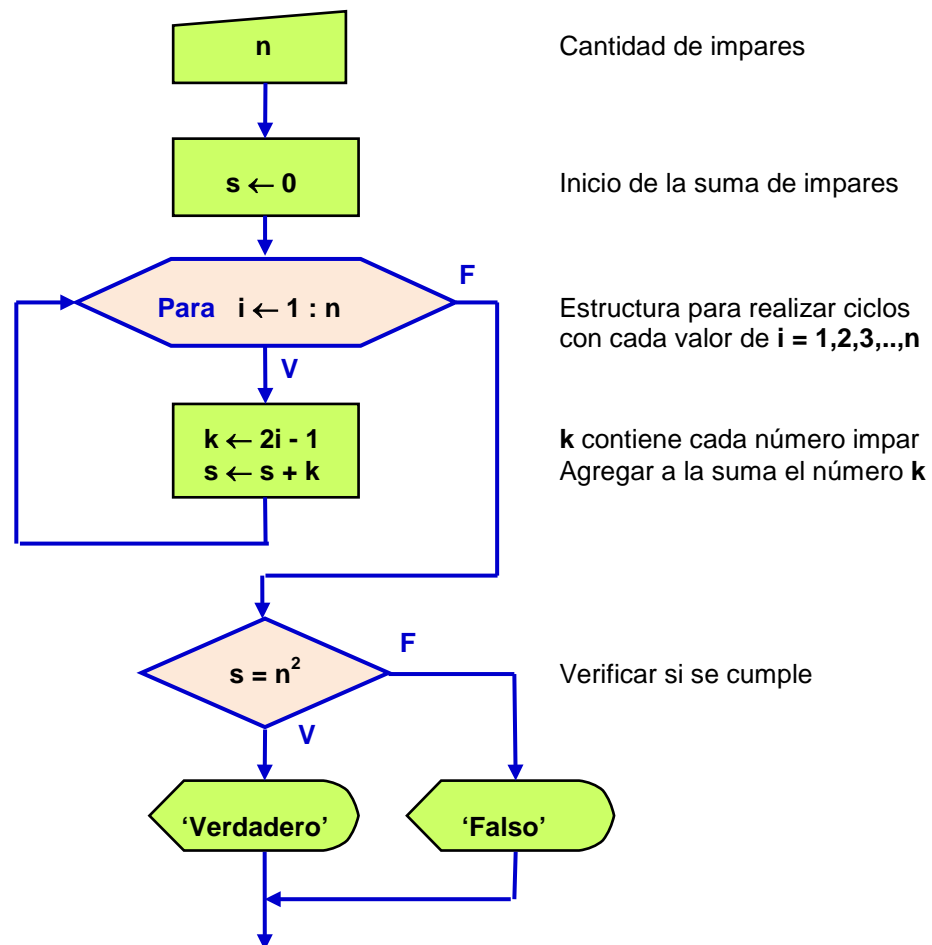 n
Cantidad de impares
s ← 0
Inicio de la suma de impares
F
Para i ← 1 : n
Estructura para realizar ciclos
con cada valor de i = 1,2,3,..,n
V
k ← 2i - 1
s ← s + k
k contiene cada número impar
Agregar a la suma el número k
F
s = n²
Verificar si se cumple
V
‘Verdadero’
‘Falso’